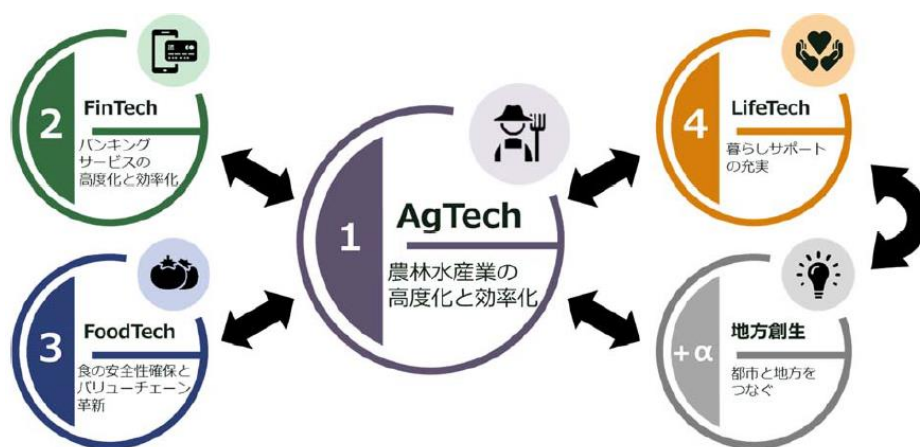 1
AgTech
農林水産業の
高度化と効率化
2
FinTech
バンキング
サービスの
高度化と効率化
3
FoodTech
食の安全性確保と
バリューチェーン
革新
4
LifeTech
暮らしサポート
の充実
+α
地方創生
都市と地方を
つなぐ